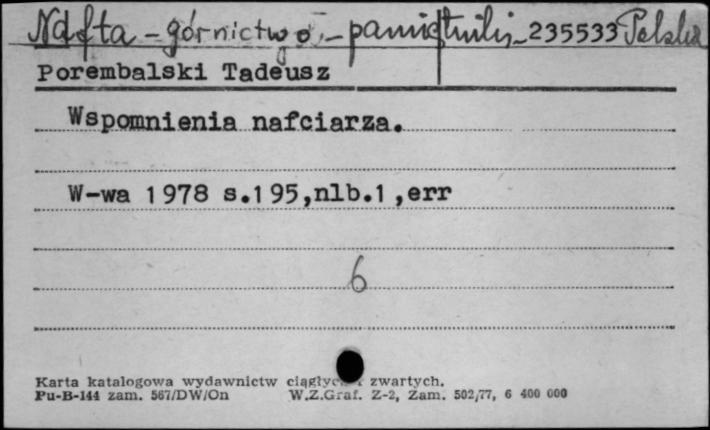 Nafta - górnictwo, - pamiętniki - 235533 Polska
Porembalski Tadeusz
Wspomnienia nafciarza.
W-wa 1978 s.195,nlb.1,err
6
Karta katalogowa wydawnictw ciągłych i zwartych.
Pu-B-144 zam. 567/DW/On W.Z.Graf. Z-2, Zam. 502/77, 6 400 000